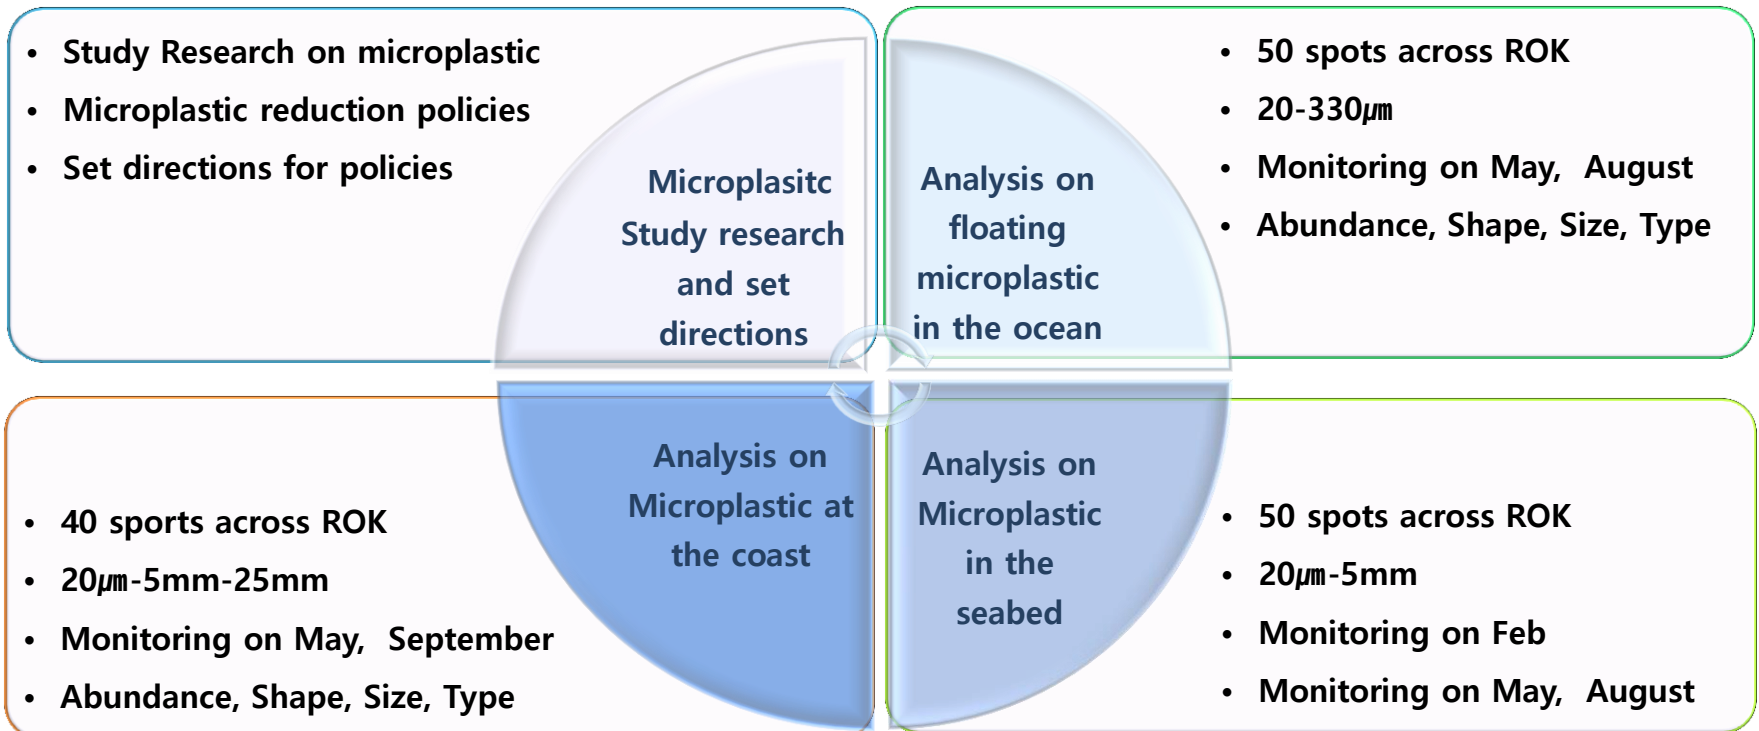 • Study Research on microplastic
• Microplastic reduction policies
• Set directions for policies
Microplasitc
Study research
and set
directions
Analysis on
floating
microplastic
in the ocean
• 50 spots across ROK
• 20-330㎛
• Monitoring on May, August
• Abundance, Shape, Size, Type
• 40 sports across ROK
• 20㎛-5mm-25mm
• Monitoring on May, September
• Abundance, Shape, Size, Type
Analysis on
Microplastic at
the coast
Analysis on
Microplastic
in the
seabed
• 50 spots across ROK
• 20㎛-5mm
• Monitoring on Feb
• Monitoring on May, August